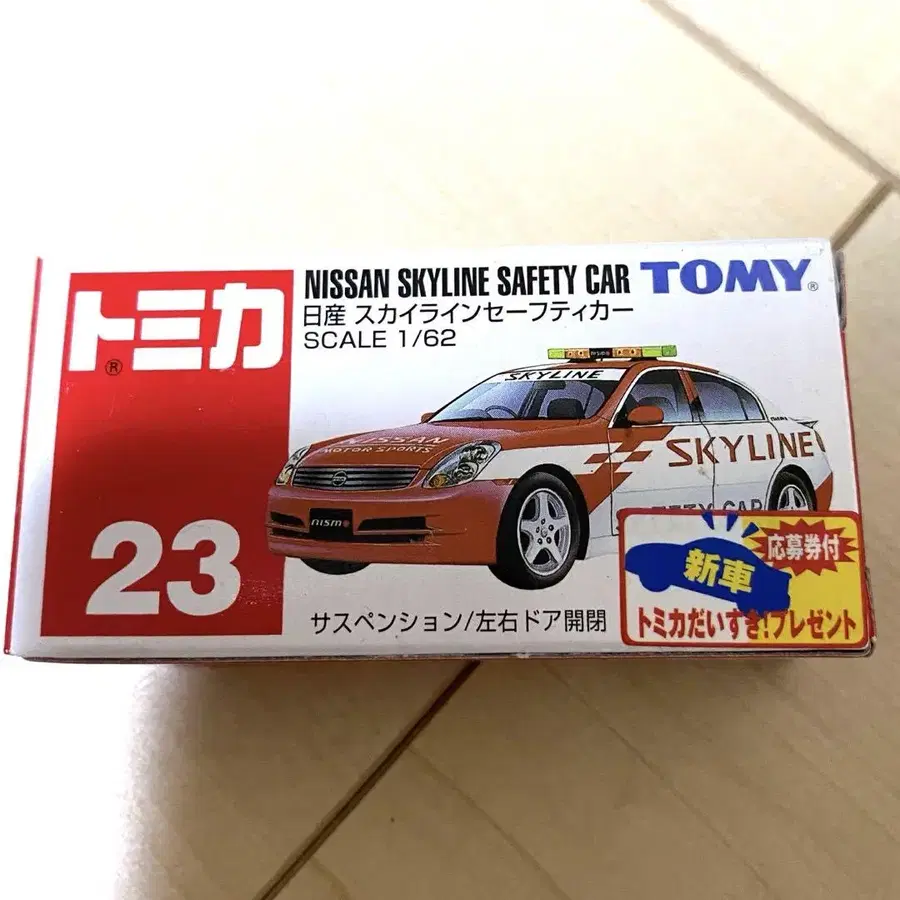 トミカ®
NISSAN SKYLINE SAFETY CAR TOMY®
日産 スカイラインセーフティカー
SCALE 1/62
SKYLINE
NISSAN
MOTOR SPORTS
nismo
SKYLINE
SAFETY CAR
23
サスペンション/左右ドア開閉
新車
応募券付
トミカだいすき!プレゼント